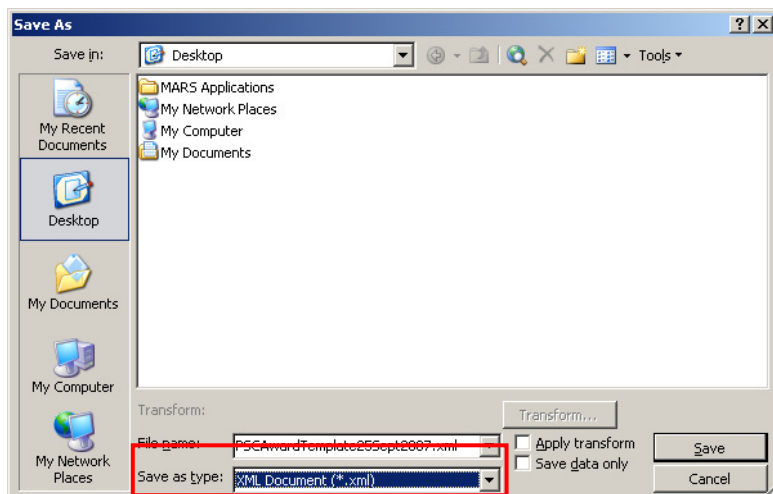 Save As
Save in:
Desktop
Tools
MARS Applications
My Network Places
My Computer
My Documents
My Recent
Documents
Desktop
My Documents
My Computer
My Network
Places
Transform:
Transform...
File name:
PSCAwardTemplate25Sept2007.xml
Apply transform
Save
Save as type:
XML Document (*.xml)
Save data only
Cancel